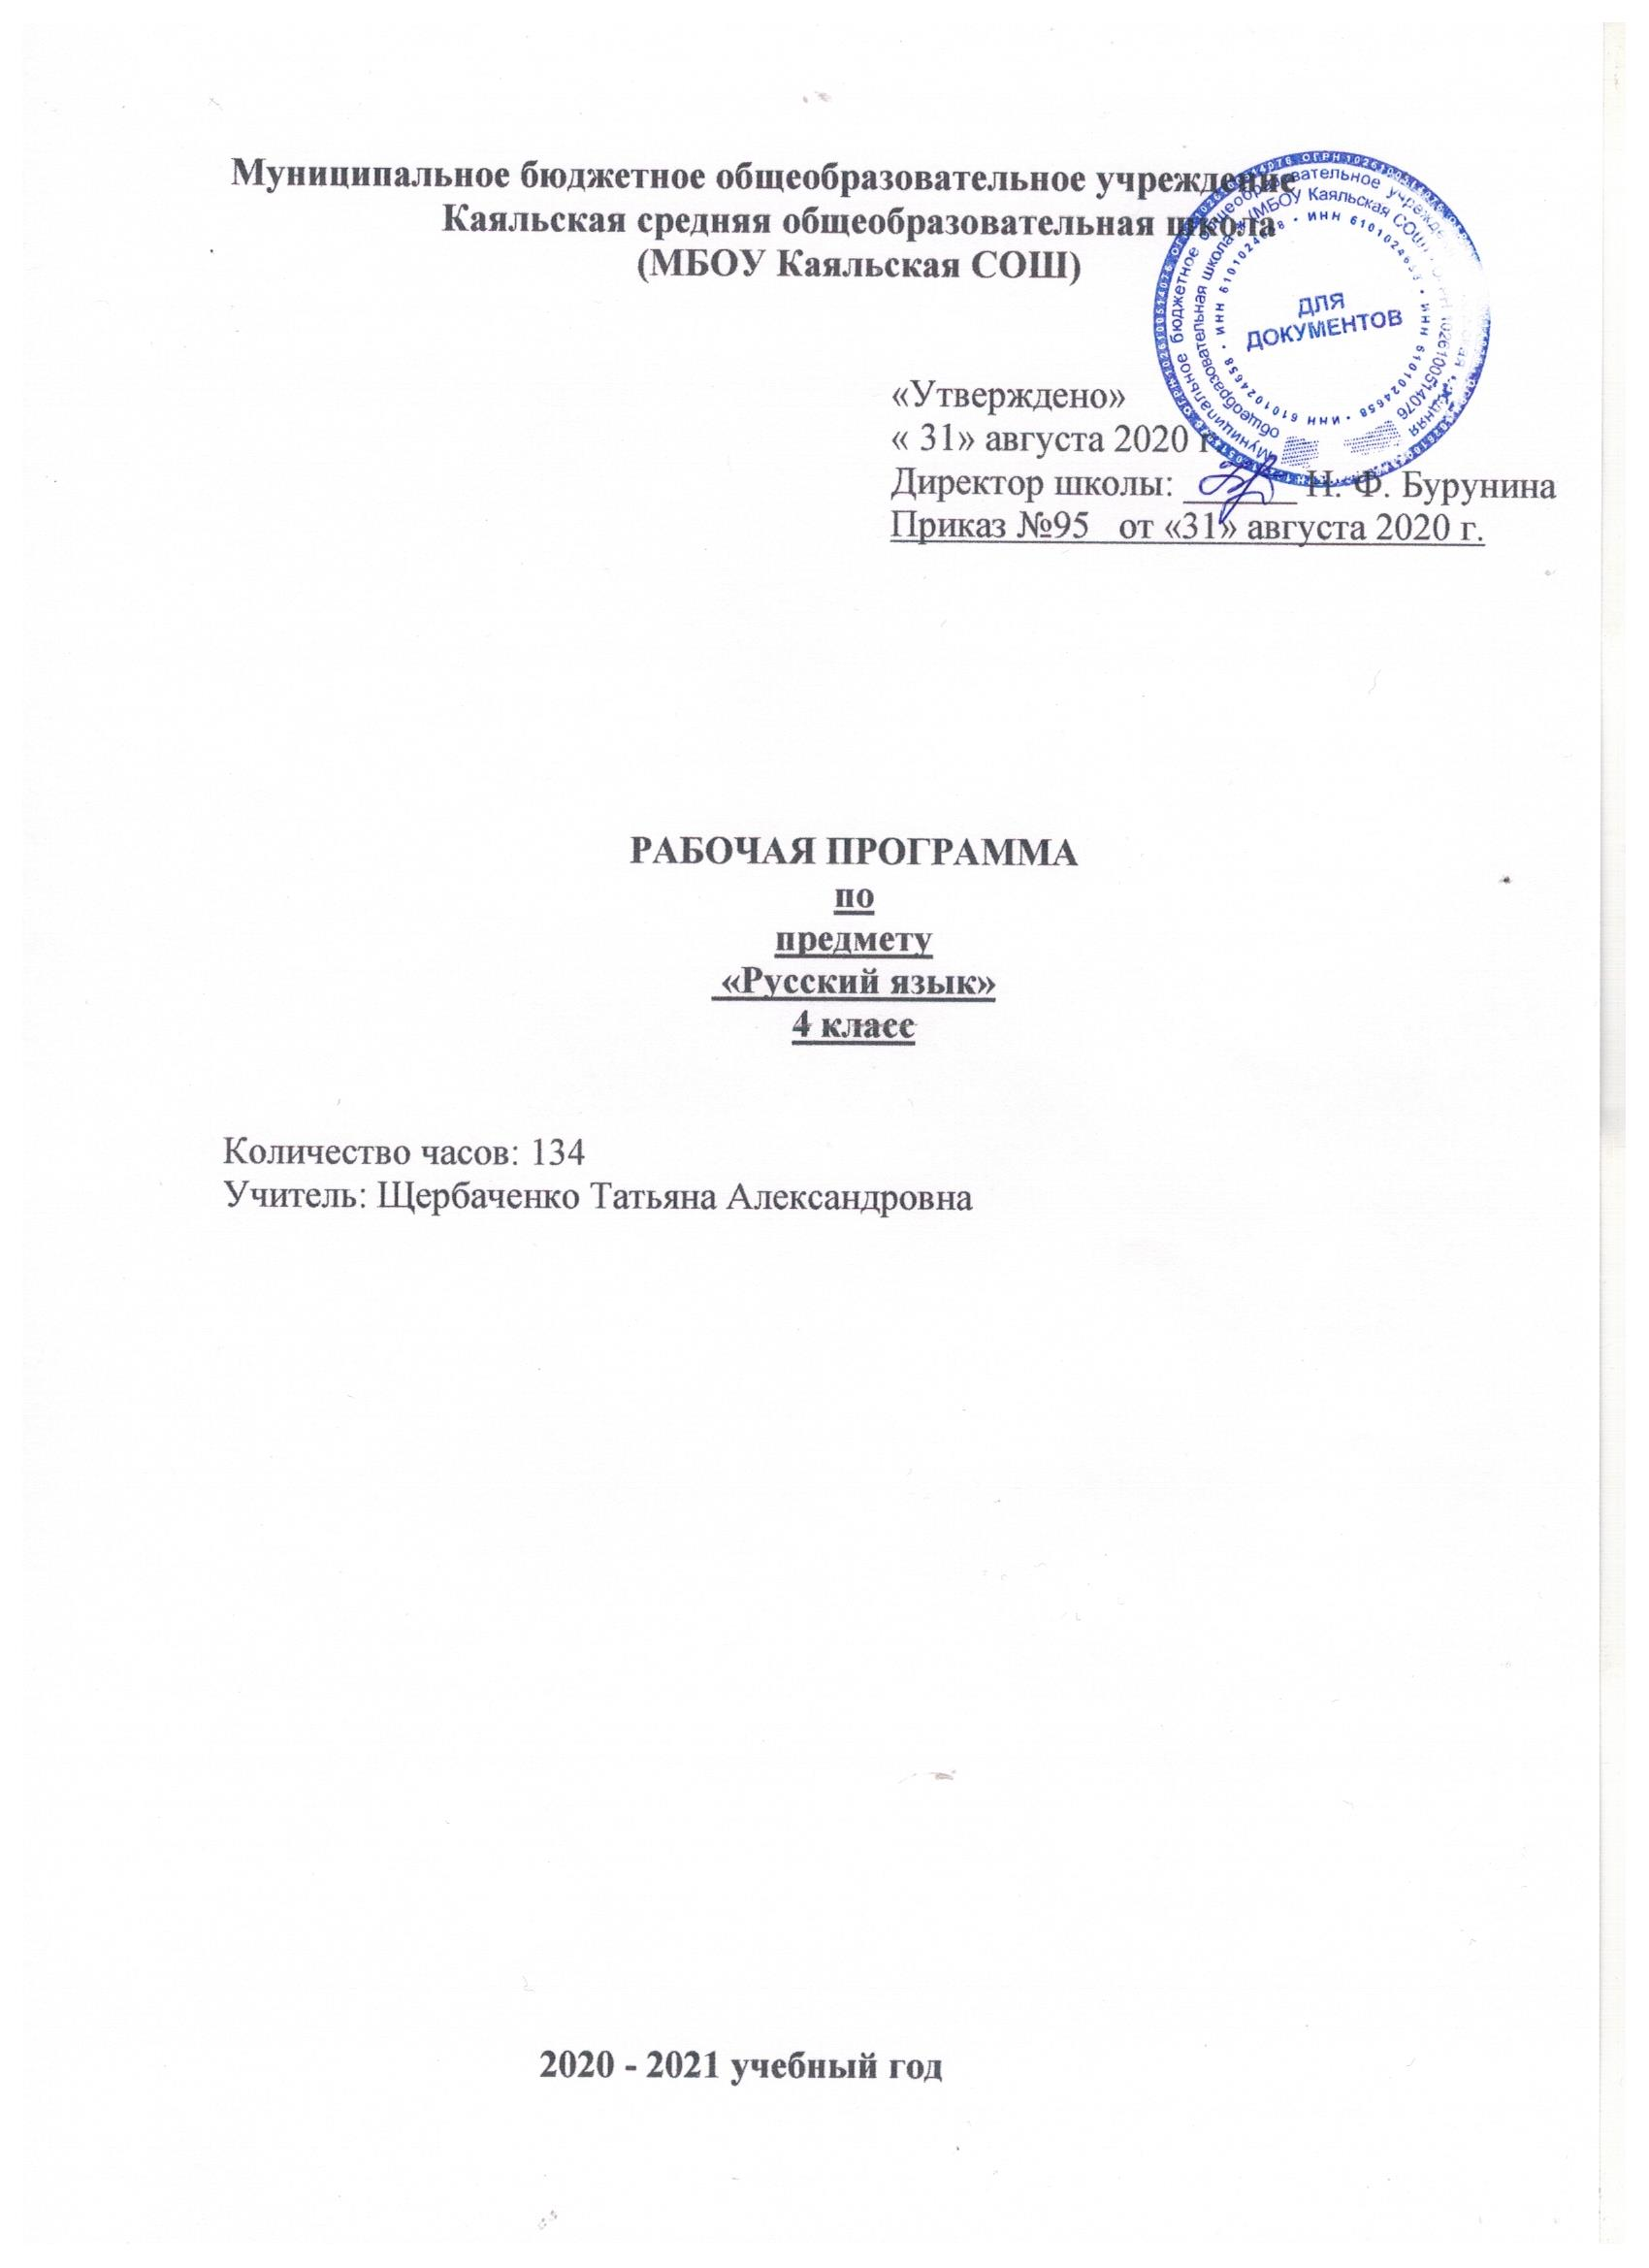 Муниципальное бюджетное общеобразовательное учреждение
Каяльская средняя общеобразовательная школа
(МБОУ Каяльская СОШ)
ДЛЯ
ДОКУМЕНТОВ
«Утверждено»
« 31» августа 2020 г
Директор школы: ______ Н. Ф. Бурунина
Приказ №95 от «31» августа 2020 г.
РАБОЧАЯ ПРОГРАММА
по
предмету
«Русский язык»
4 класс
Количество часов: 134
Учитель: Щербаченко Татьяна Александровна
2020 - 2021 учебный год